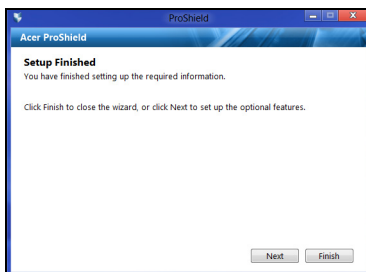 ProShield
Acer ProShield
Setup Finished
You have finished setting up the required information.
Click Finish to close the wizard, or click Next to set up the optional features.
Next Finish